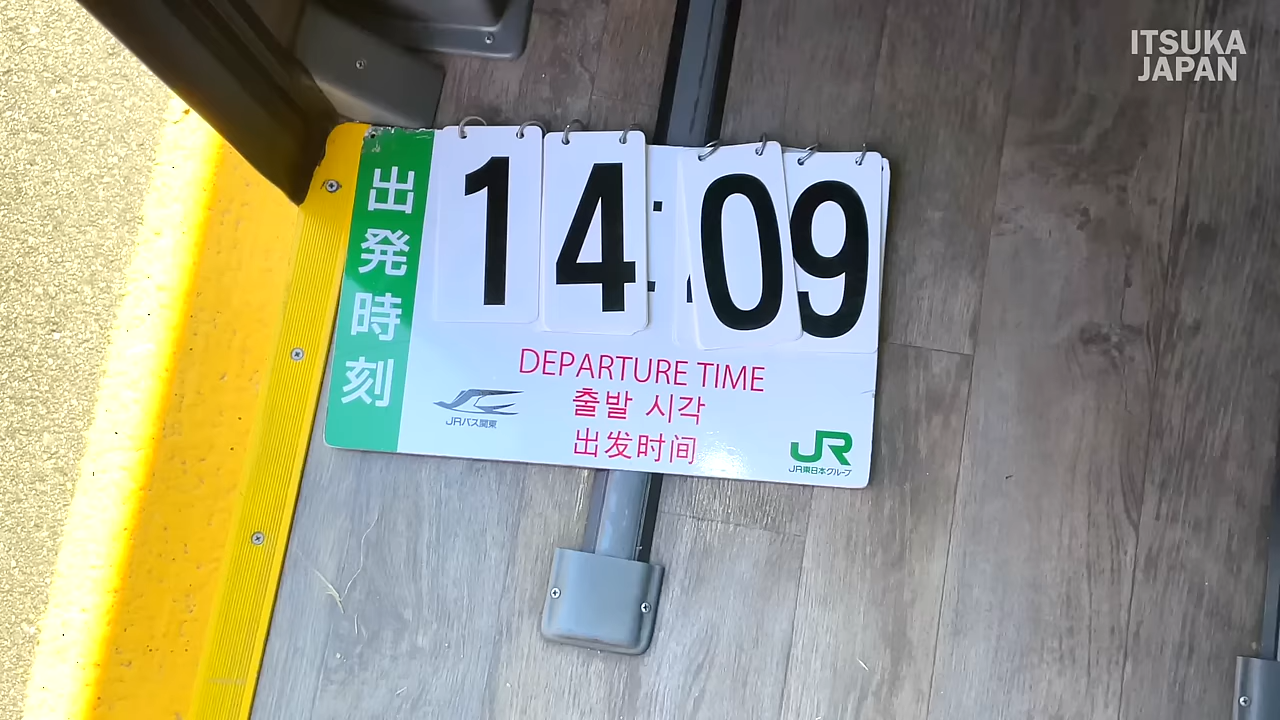 ITSUKA
JAPAN
出発時刻
14:09
DEPARTURE TIME
출발 시각
出发时间
JRバス関東
JR
JR東日本グループ